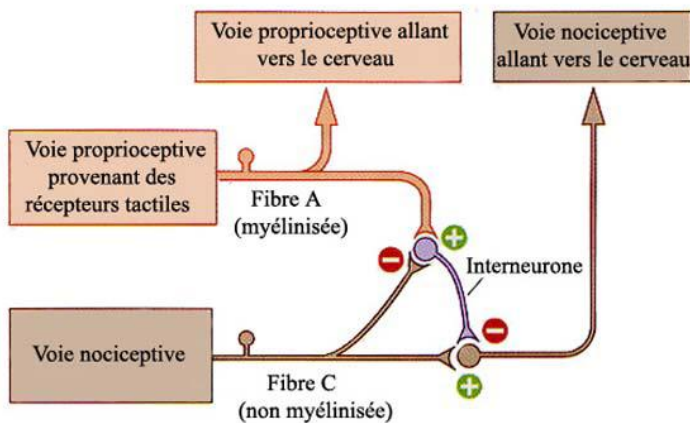 Voie proprioceptive allant
vers le cerveau
Voie nociceptive
allant vers le cerveau
Voie proprioceptive
provenant des
récepteurs tactiles
Fibre A
(myélinisée)
+
−
Interneurone
−
Voie nociceptive
+
Fibre C
(non myélinisée)